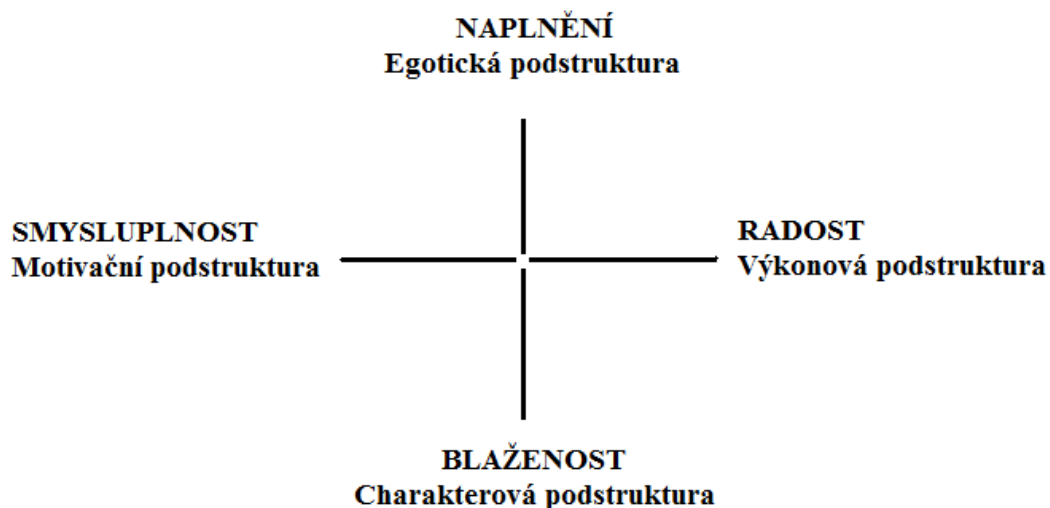 NAPLNĚNÍ
Egotická podstruktura
SMYSLUPLNOST
Motivační podstruktura
RADOST
Výkonová podstruktura
BLAŽENOST
Charakterová podstruktura